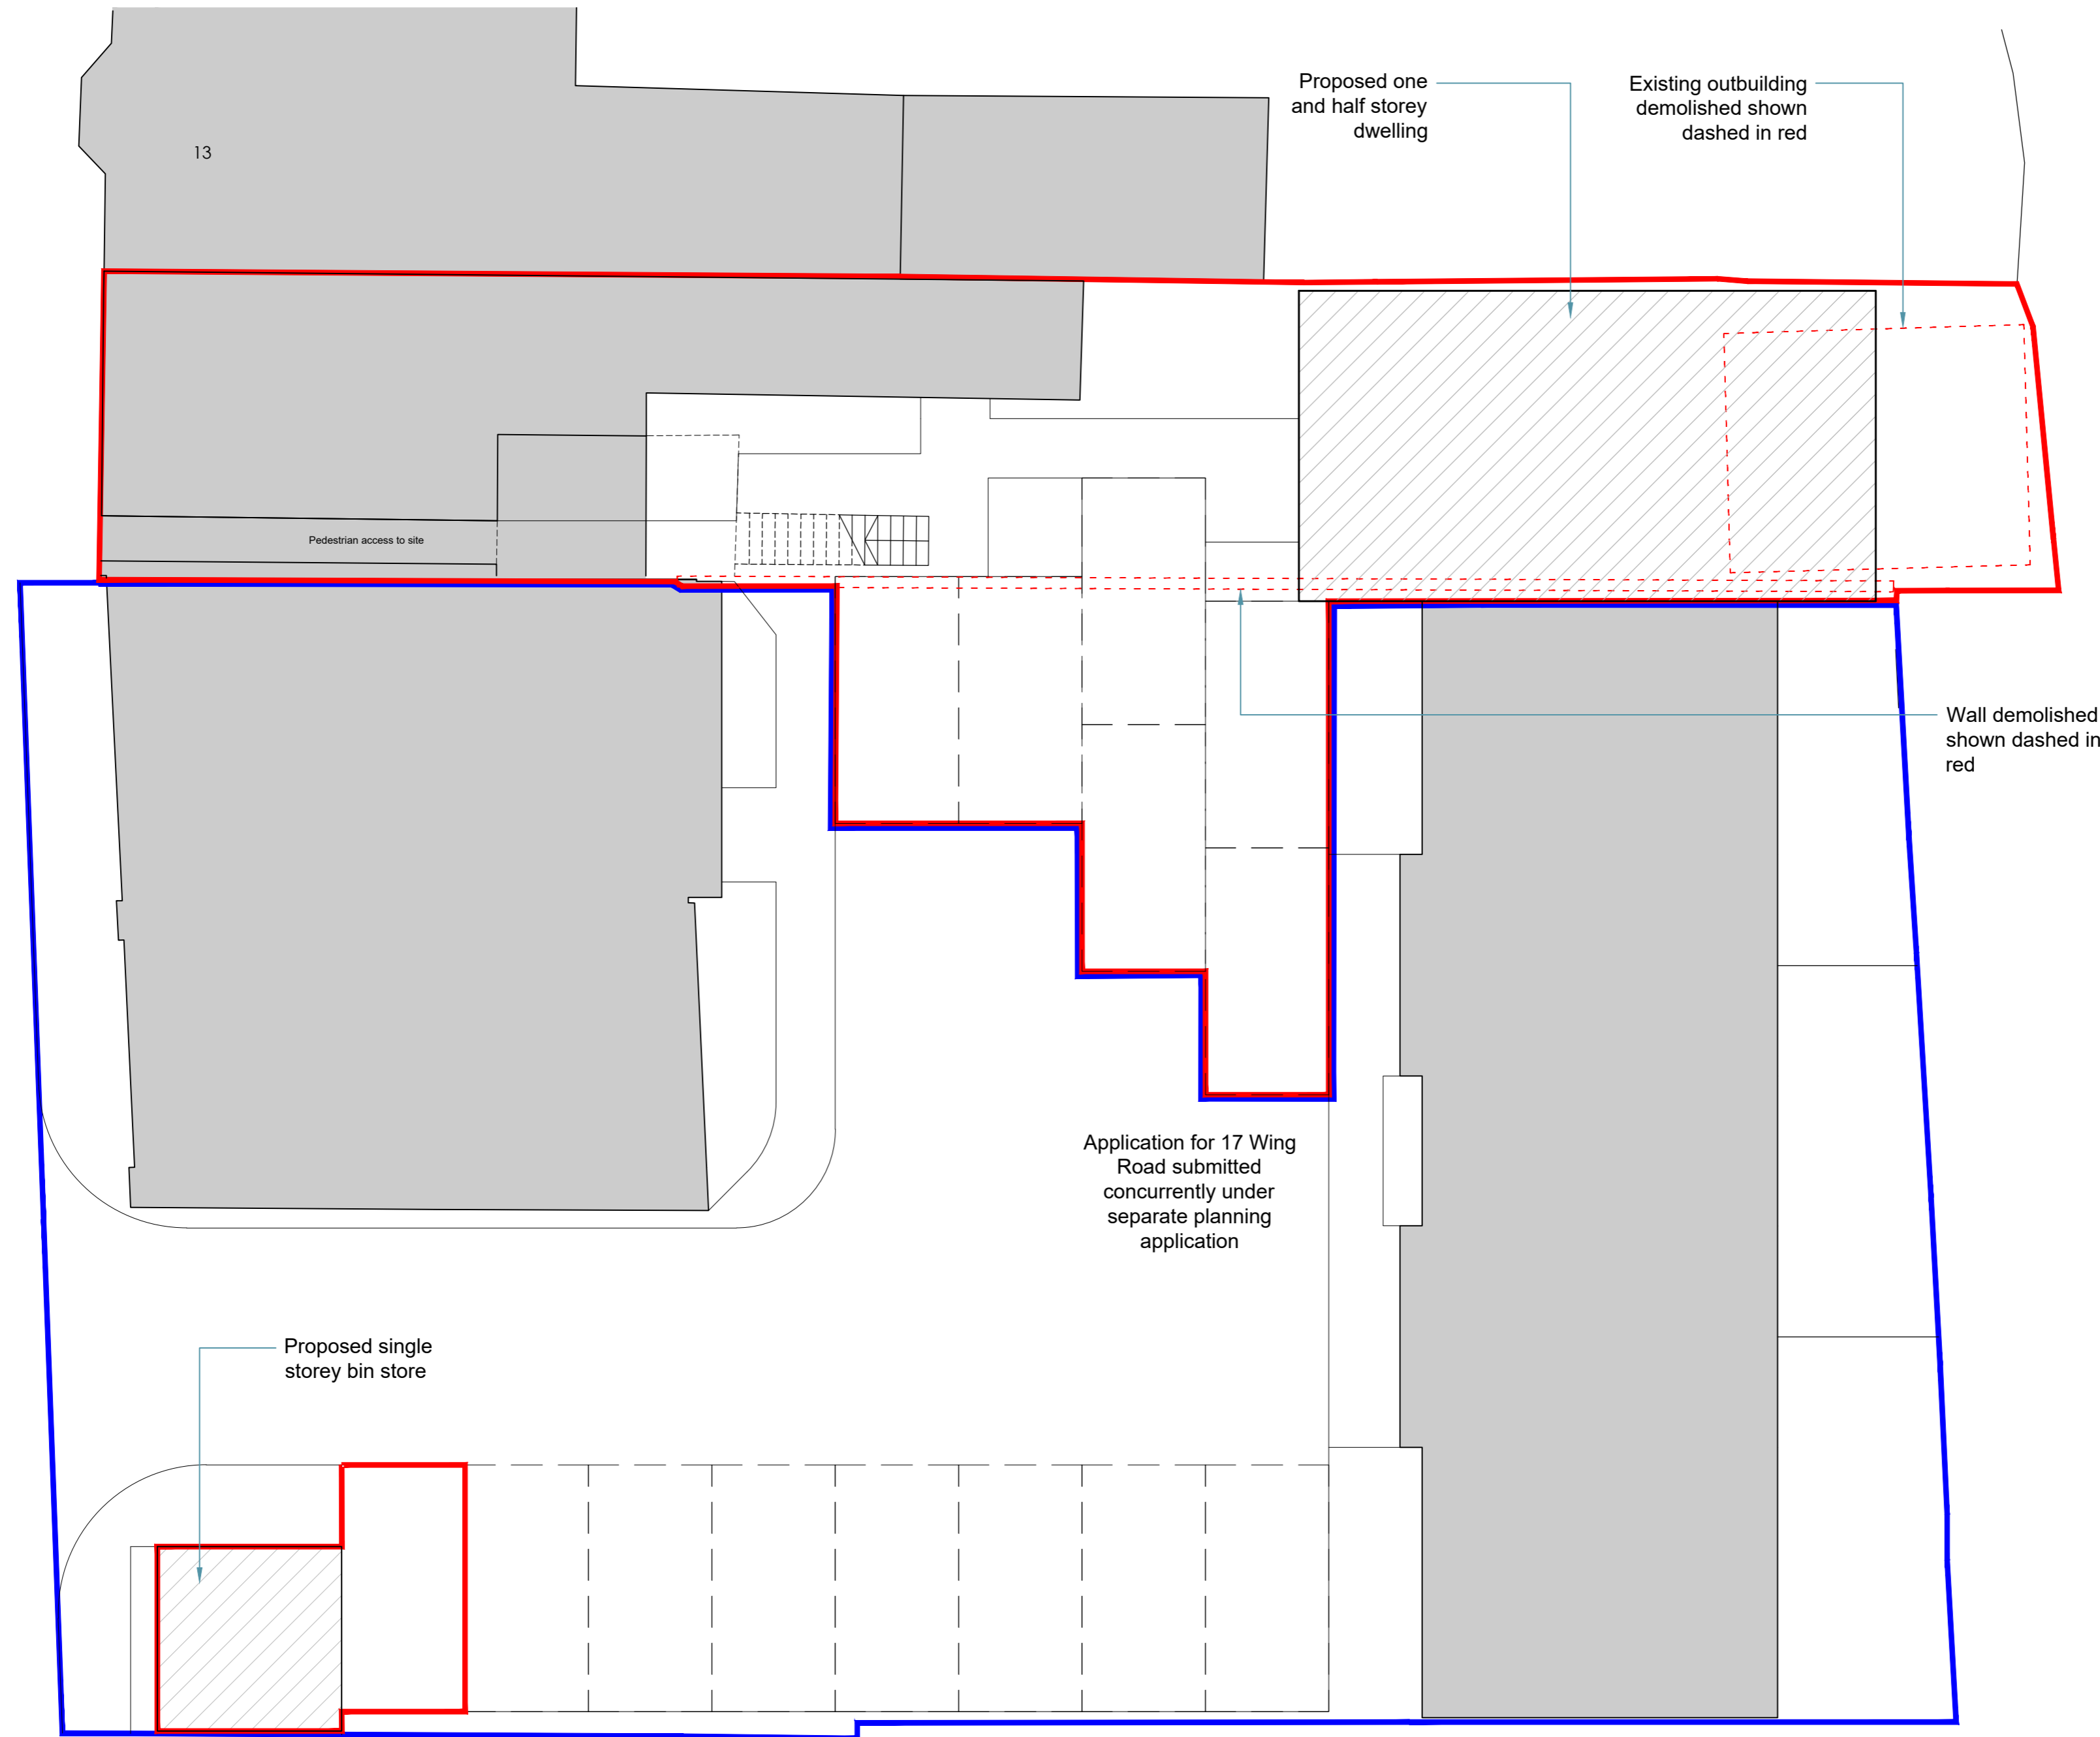 Proposed one
and half storey
dwelling
Existing outbuilding
demolished shown
dashed in red
13
Pedestrian access to site
Wall demolished
shown dashed in
red
Application for 17 Wing
Road submitted
concurrently under
separate planning
application
Proposed single
storey bin store